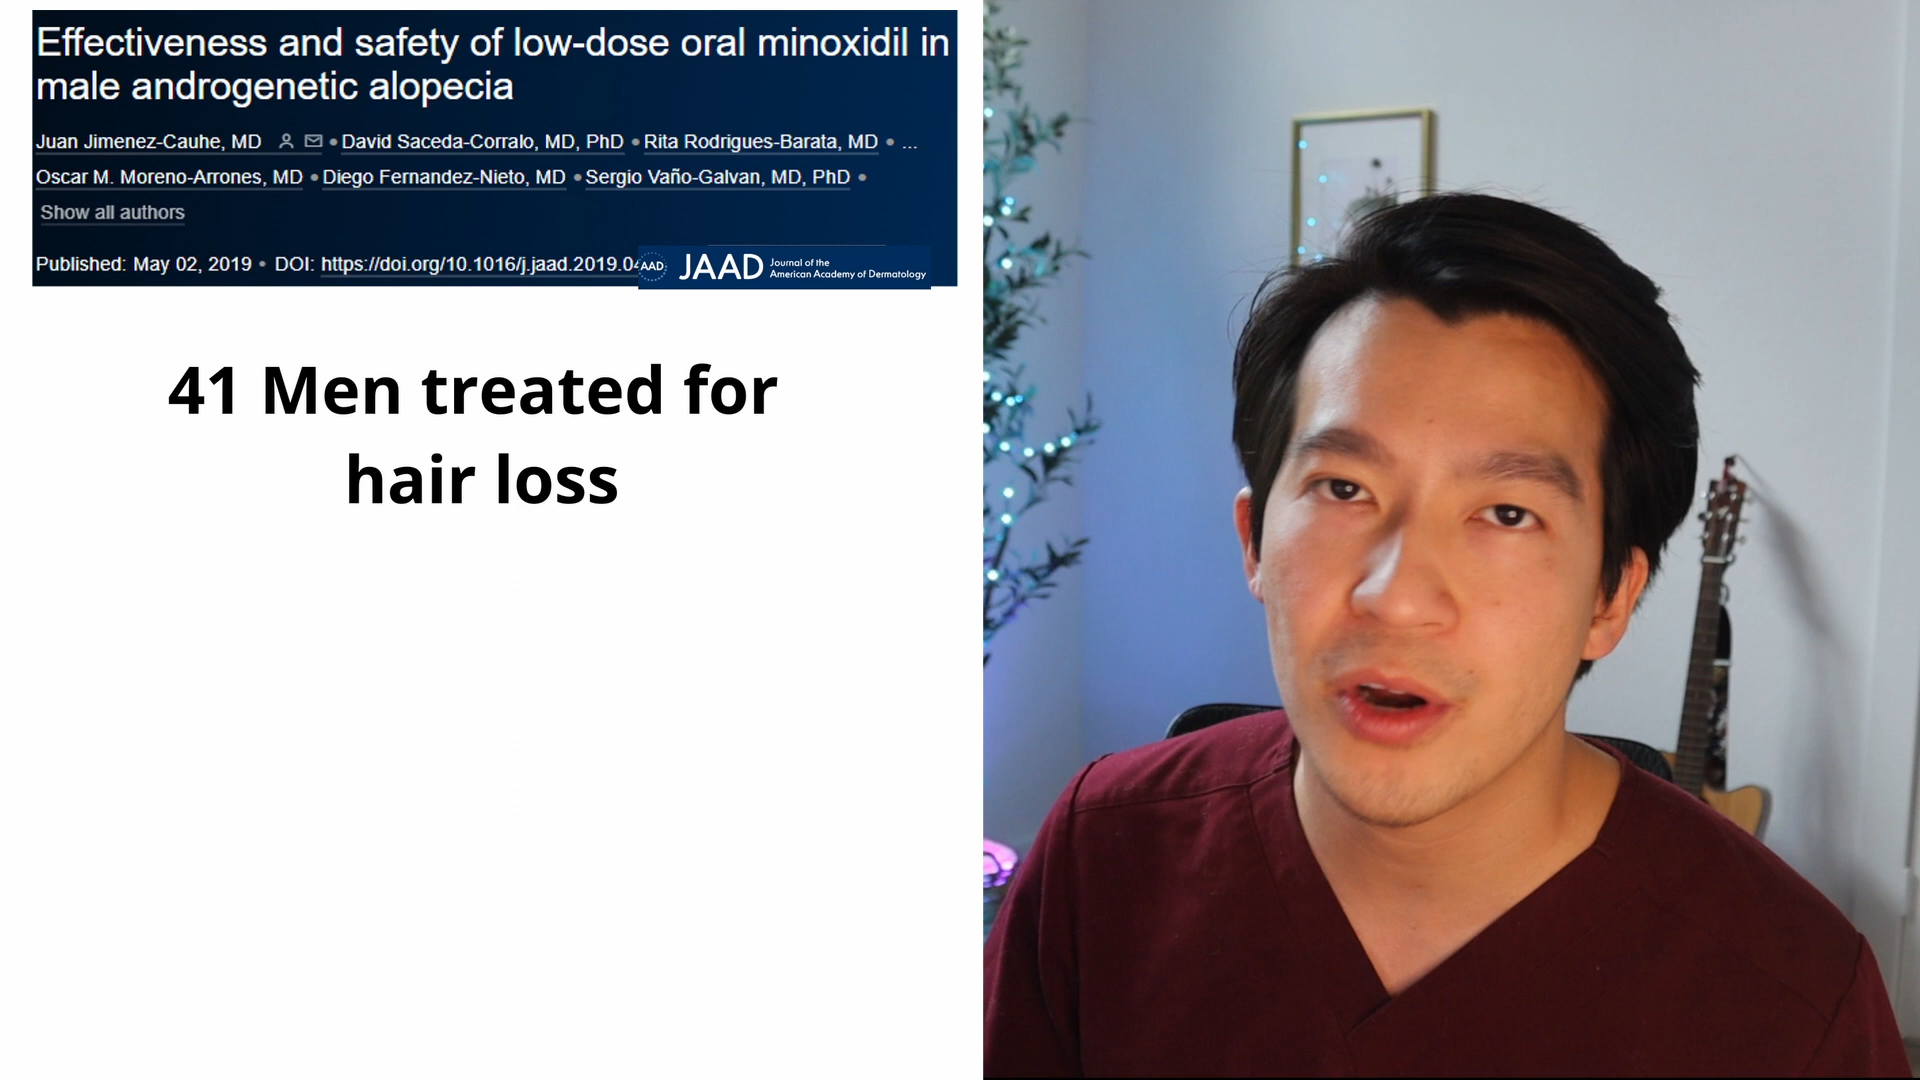 Effectiveness and safety of low-dose oral minoxidil in
male androgenetic alopecia
Juan Jimenez-Cauhe, MD • David Saceda-Corralo, MD, PhD • Rita Rodrigues-Barata, MD • ...
Oscar M. Moreno-Arrones, MD • Diego Fernandez-Nieto, MD • Sergio Vaño-Galvan, MD, PhD •
Show all authors
Published: May 02, 2019 • DOI: https://doi.org/10.1016/j.jaad.2019.04
AAD JAAD Journal of the
American Academy of Dermatology
41 Men treated for
hair loss